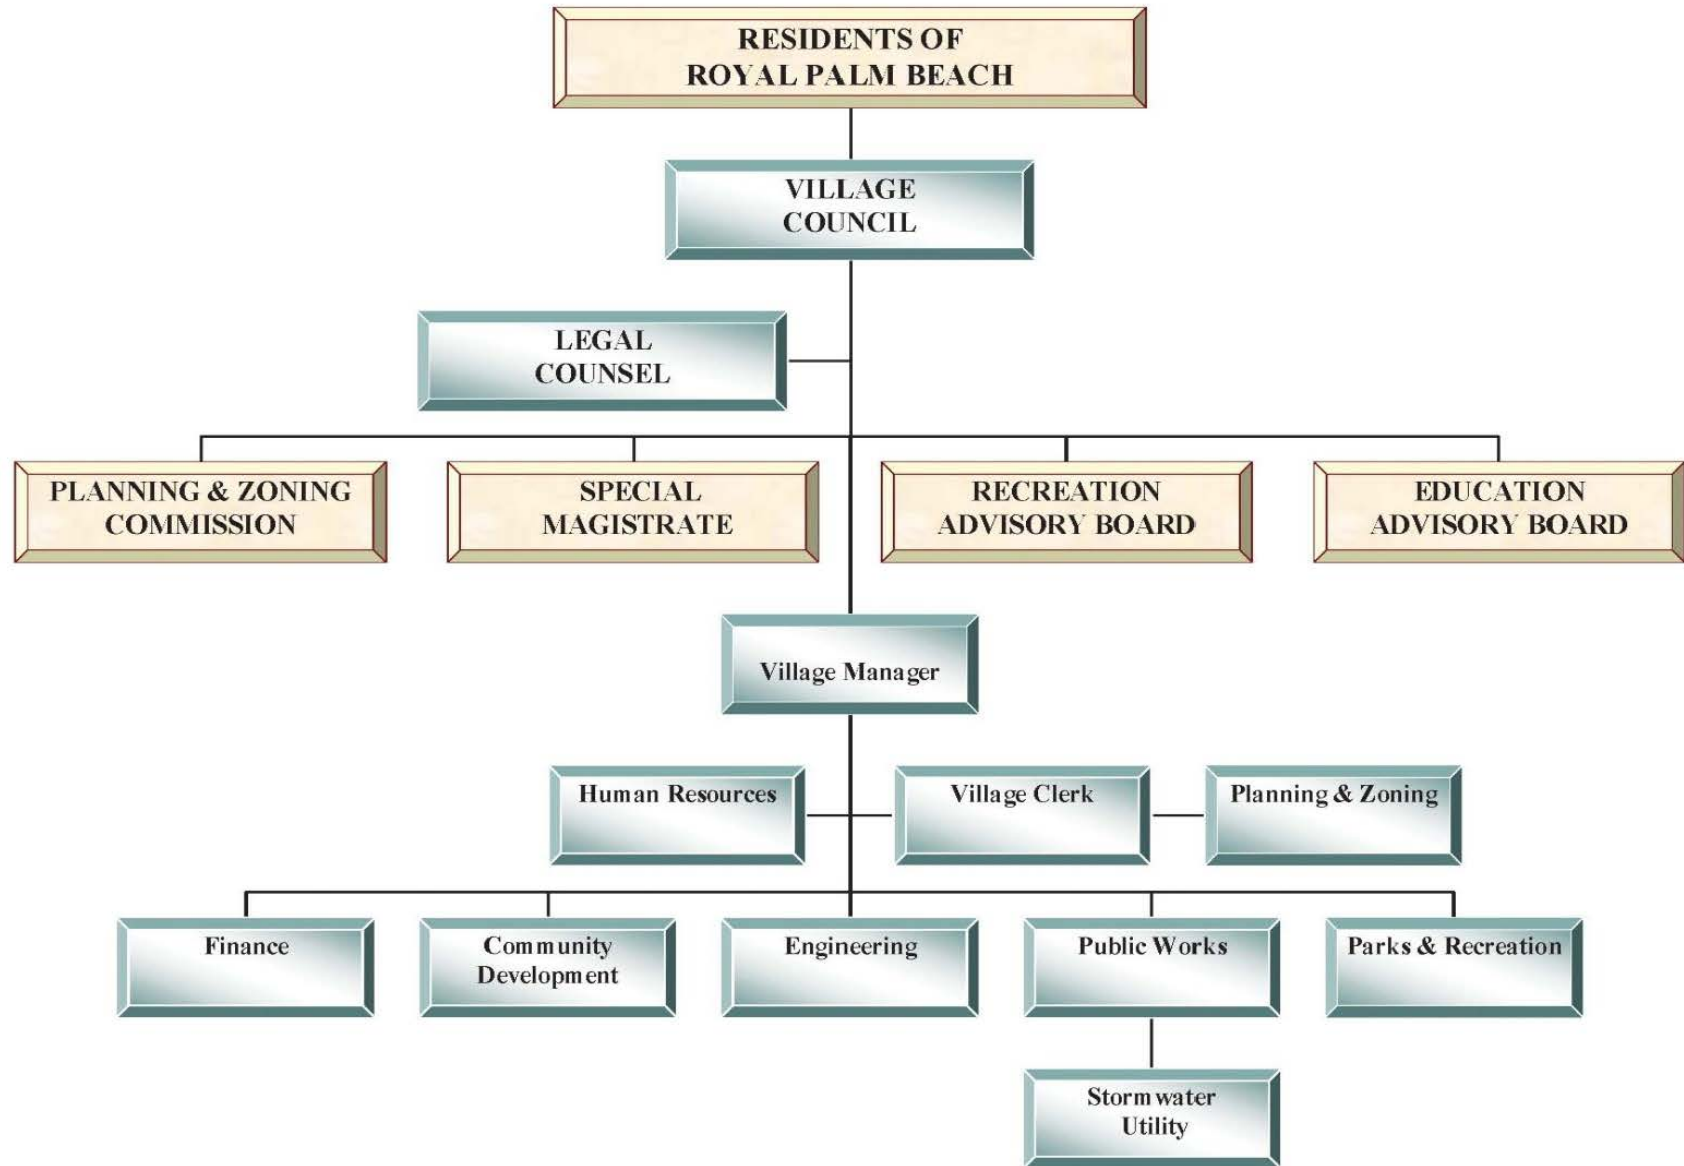 RESIDENTS OF
ROYAL PALM BEACH
VILLAGE
COUNCIL
LEGAL
COUNSEL
PLANNING & ZONING
COMMISSION
SPECIAL
MAGISTRATE
RECREATION
ADVISORY BOARD
EDUCATION
ADVISORY BOARD
Village Manager
Human Resources
Village Clerk
Planning & Zoning
Finance
Community
Development
Engineering
Public Works
Parks & Recreation
Stormwater
Utility